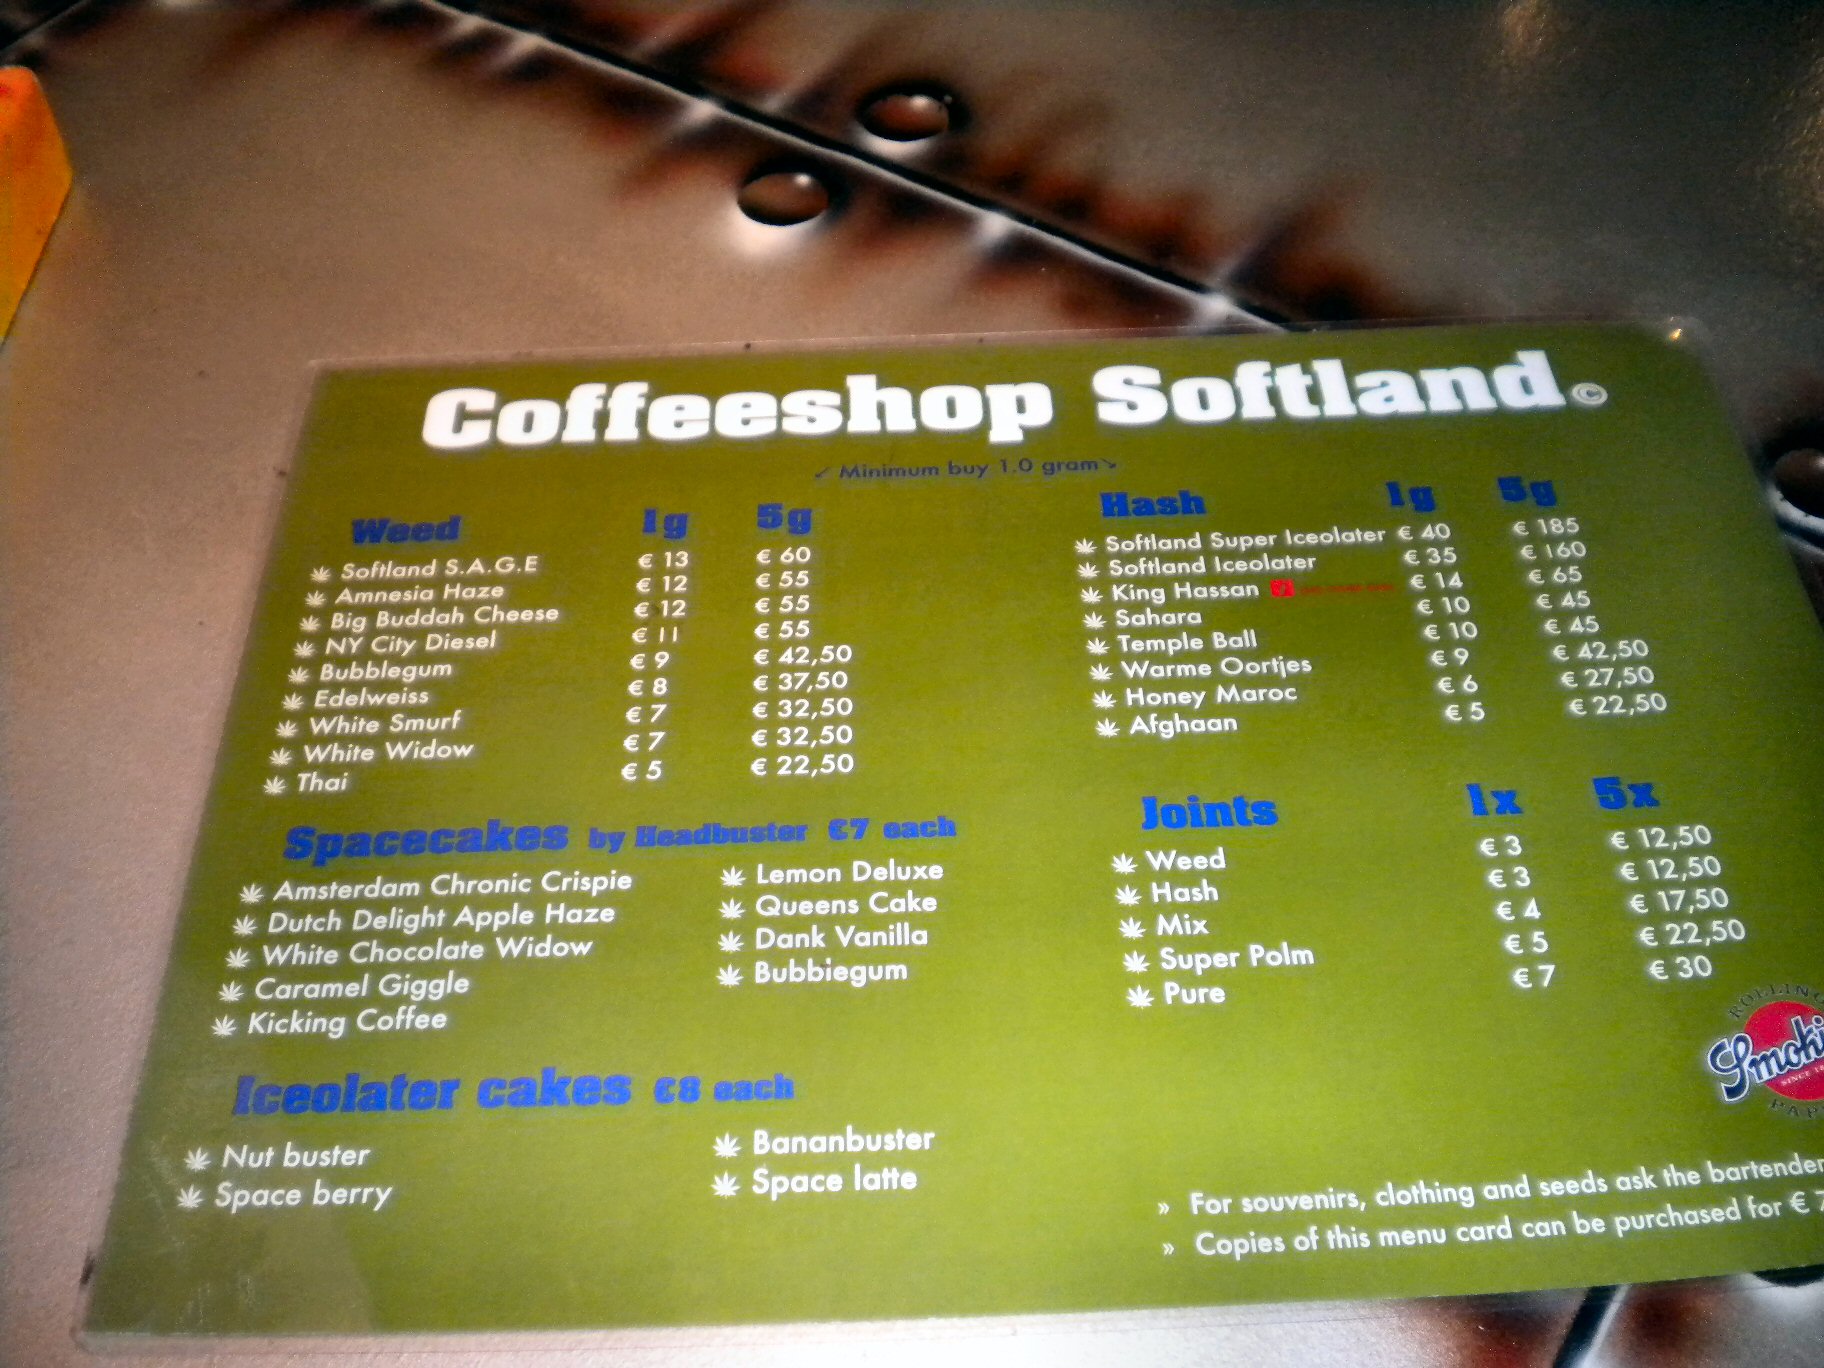 Coffeeshop Softland ©
Minimum buy 1.0 gram
Weed 1g 5g
Softland S.A.G.E € 13 € 60
Amnesia Haze € 12 € 55
Big Buddah Cheese € 12 € 55
NY City Diesel € 11 € 55
Bubblegum € 9 € 42,50
Edelweiss € 8 € 37,50
White Smurf € 7 € 32,50
White Widow € 7 € 32,50
Thai € 5 € 22,50
Hash 1g 5g
Softland Super Iceolater € 40 € 185
Softland Iceolater € 35 € 160
King Hassan € 14 € 65
Sahara € 10 € 45
Temple Ball € 10 € 45
Warme Oortjes € 9 € 42,50
Honey Maroc € 6 € 27,50
Afghaan € 5 € 22,50
Spacecakes by Headbuster €7 each
Amsterdam Chronic Crispie
Dutch Delight Apple Haze
White Chocolate Widow
Caramel Giggle
Kicking Coffee
Lemon Deluxe
Queens Cake
Dank Vanilla
Bubbiegum
Joints 1x 5x
Weed € 3 € 12,50
Hash € 3 € 12,50
Mix € 4 € 17,50
Super Polm € 5 € 22,50
Pure € 7 € 30
Iceolater cakes €8 each
Nut buster
Space berry
Bananbuster
Space latte
Smoki
SINCE
» For souvenirs, clothing and seeds ask the bartender
» Copies of this menu card can be purchased for € 7